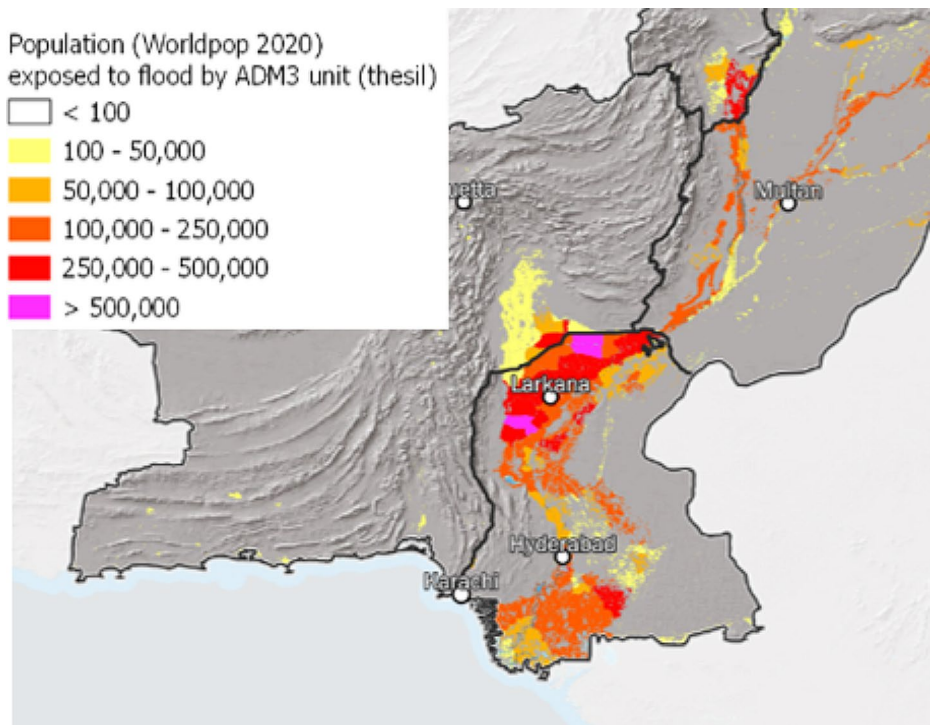 Population (Worldpop 2020)
exposed to flood by ADM3 unit (thesil)
< 100
100 - 50,000
50,000 - 100,000
100,000 - 250,000
250,000 - 500,000
> 500,000
uetta
Multan
Larkana
Hyderabad
Karachi